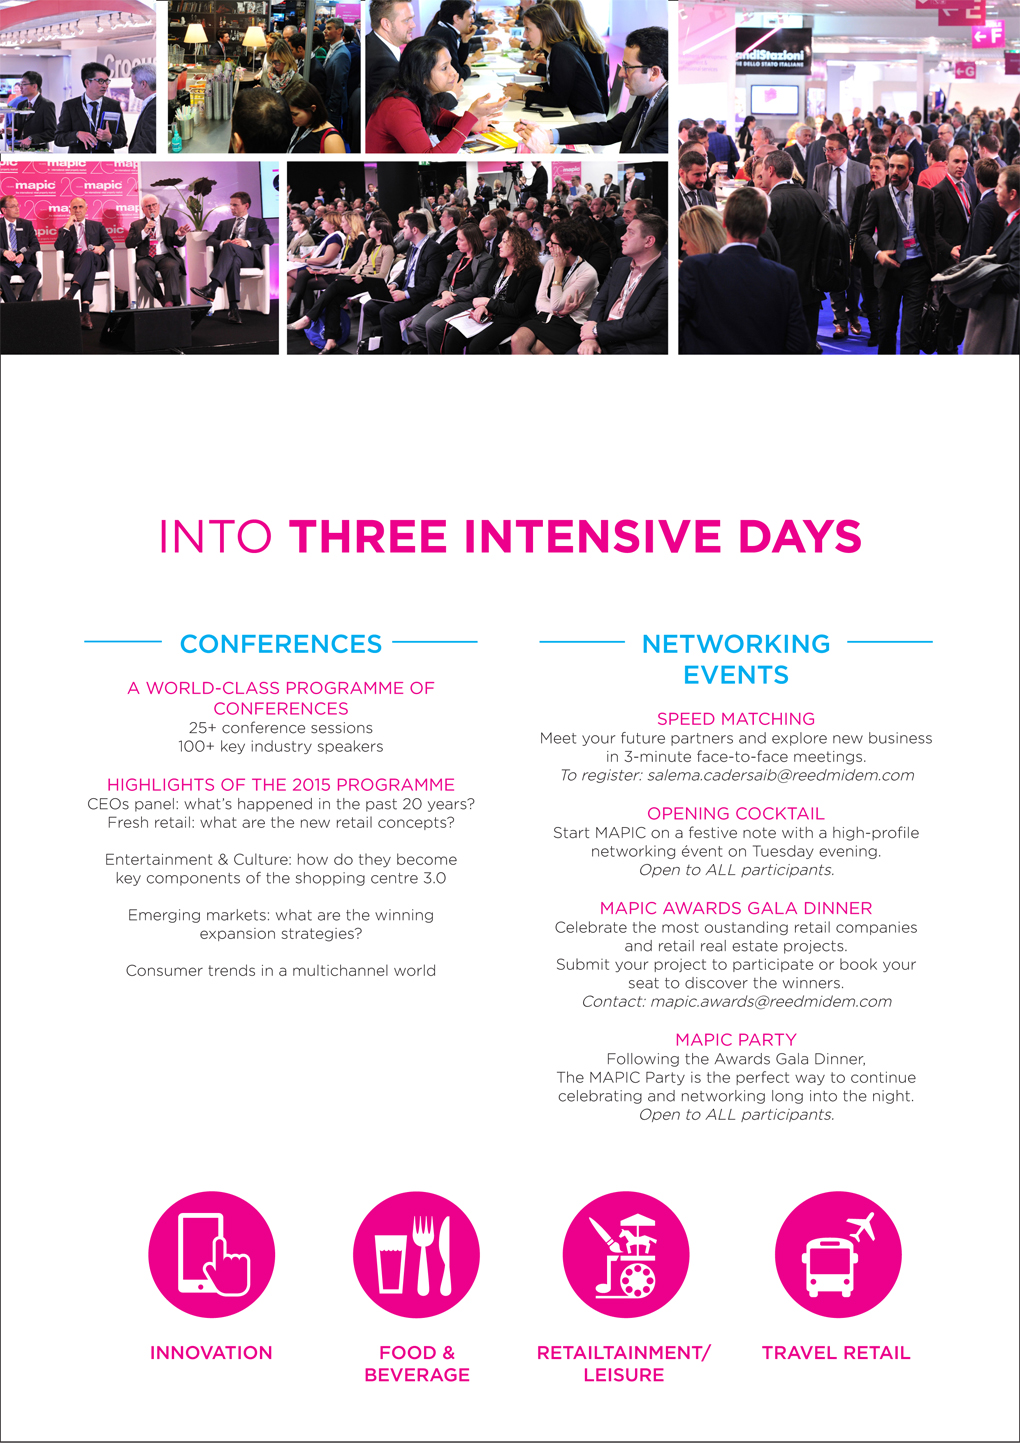 Groove
andiStazioni
IE DELLO STATO ITALIANE
E
F
G
mapic
mapic
mapic
INTO THREE INTENSIVE DAYS
CONFERENCES
A WORLD-CLASS PROGRAMME OF
CONFERENCES
25+ conference sessions
100+ key industry speakers
HIGHLIGHTS OF THE 2015 PROGRAMME
CEOs panel: what's happened in the past 20 years?
Fresh retail: what are the new retail concepts?
Entertainment & Culture: how do they become
key components of the shopping centre 3.0
Emerging markets: what are the winning
expansion strategies?
Consumer trends in a multichannel world
NETWORKING
EVENTS
SPEED MATCHING
Meet your future partners and explore new business
in 3-minute face-to-face meetings.
To register: salema.cadersaib@reedmidem.com
OPENING COCKTAIL
Start MAPIC on a festive note with a high-profile
networking évent on Tuesday evening.
Open to ALL participants.
MAPIC AWARDS GALA DINNER
Celebrate the most oustanding retail companies
and retail real estate projects.
Submit your project to participate or book your
seat to discover the winners.
Contact: mapic.awards@reedmidem.com
MAPIC PARTY
Following the Awards Gala Dinner,
The MAPIC Party is the perfect way to continue
celebrating and networking long into the night.
Open to ALL participants.
INNOVATION
FOOD &
BEVERAGE
RETAILTAINMENT/
LEISURE
TRAVEL RETAIL